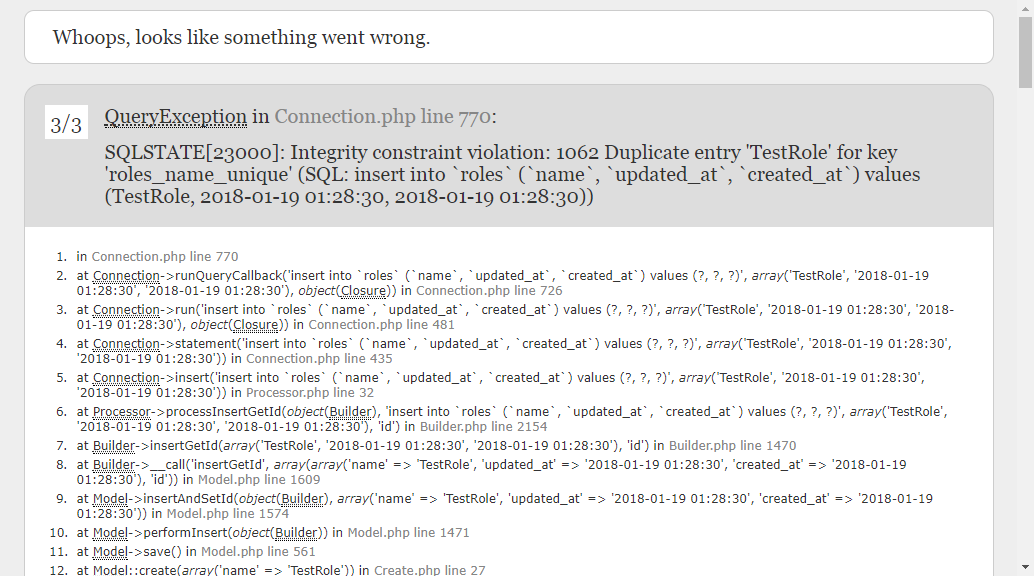 Whoops, looks like something went wrong.
3/3
QueryException in Connection.php line 770:
SQLSTATE[23000]: Integrity constraint violation: 1062 Duplicate entry 'TestRole' for key
'roles_name_unique' (SQL: insert into `roles` (`name`, `updated_at`, `created_at`) values
(TestRole, 2018-01-19 01:28:30, 2018-01-19 01:28:30))
1. in Connection.php line 770
2. at Connection->runQueryCallback('insert into `roles` (`name`, `updated_at`, `created_at`) values (?, ?, ?)', array('TestRole', '2018-01-19
01:28:30', '2018-01-19 01:28:30'), object(Closure)) in Connection.php line 726
3. at Connection->run('insert into `roles` (`name`, `updated_at`, `created_at`) values (?, ?, ?)', array('TestRole', '2018-01-19 01:28:30', '2018-
01-19 01:28:30'), object(Closure)) in Connection.php line 481
4. at Connection->statement('insert into `roles` (`name`, `updated_at`, `created_at`) values (?, ?, ?)', array('TestRole', '2018-01-19 01:28:30',
'2018-01-19 01:28:30')) in Connection.php line 435
5. at Connection->insert('insert into `roles` (`name`, `updated_at`, `created_at`) values (?, ?, ?)', array('TestRole', '2018-01-19 01:28:30',
'2018-01-19 01:28:30')) in Processor.php line 32
6. at Processor->processInsertGetId(object(Builder), 'insert into `roles` (`name`, `updated_at`, `created_at`) values (?, ?, ?)', array('TestRole',
'2018-01-19 01:28:30', '2018-01-19 01:28:30'), 'id') in Builder.php line 2154
7. at Builder->insertGetId(array('TestRole', '2018-01-19 01:28:30', '2018-01-19 01:28:30'), 'id') in Builder.php line 1470
8. at Builder->__call('insertGetId', array(array('name' => 'TestRole', 'updated_at' => '2018-01-19 01:28:30', 'created_at' => '2018-01-19
01:28:30'), 'id')) in Model.php line 1609
9. at Model->insertAndSetId(object(Builder), array('name' => 'TestRole', 'updated_at' => '2018-01-19 01:28:30', 'created_at' => '2018-01-19
01:28:30')) in Model.php line 1574
10. at Model->performInsert(object(Builder)) in Model.php line 1471
11. at Model->save() in Model.php line 561
12. at Model::create(array('name' => 'TestRole')) in Create.php line 27